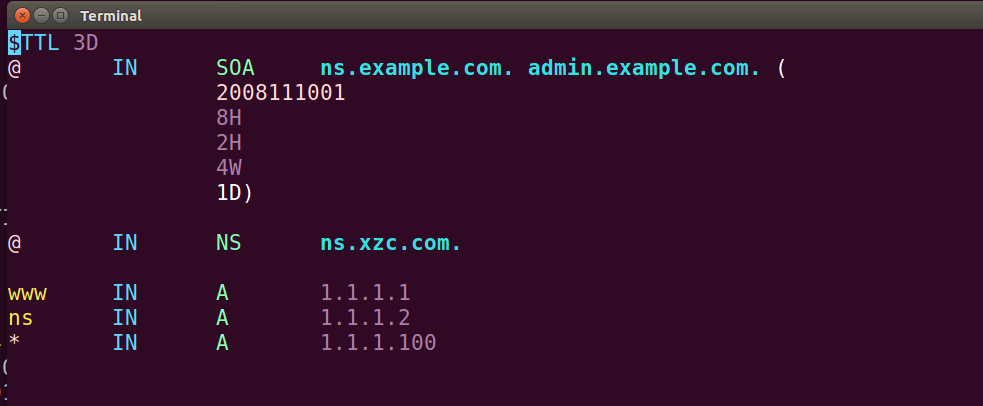 Terminal
$TTL 3D
@ IN SOA ns.example.com. admin.example.com. (
2008111001
8H
2H
4W
1D)
@ IN NS ns.xzc.com.
www IN A 1.1.1.1
ns IN A 1.1.1.2
* IN A 1.1.1.100